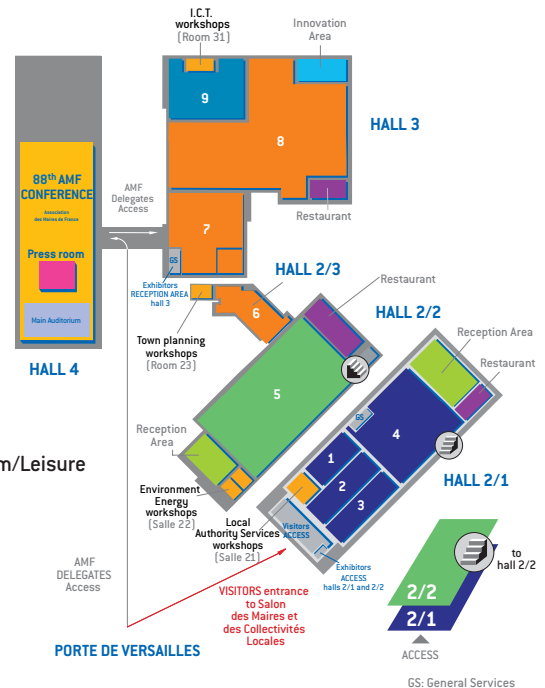 I.C.T.
workshops
(Room 31)
Innovation
Area
9
8
HALL 3
88th AMF
CONFERENCE
Association
des Maires de France
AMF
Delegates
Access
Press room
Restaurant
7
GS
Exhibitors
RECEPTION AREA
hall 3
HALL 2/3
Main Auditorium
6
Restaurant
HALL 2/2
Town planning
workshops
(Room 23)
Reception Area
HALL 4
Restaurant
5
GS
4
Reception
Area
m/Leisure
1
HALL 2/1
2
Environment
Energy
workshops
(Salle 22)
3
Local
Authority Services
workshops
(Salle 21)
Visitors
ACCESS
Exhibitors
ACCESS
halls 2/1 and 2/2
to
hall 2/2
AMF
DELEGATES
Access
VISITORS entrance
to Salon
des Maires et
des Collectivités
Locales
2/2
2/1
PORTE DE VERSAILLES
ACCESS
GS: General Services